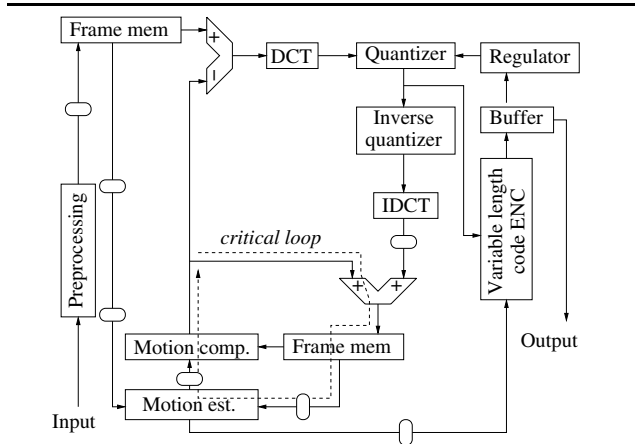 Frame mem
+
-
DCT
Quantizer
Regulator
Inverse
quantizer
Buffer
IDCT
Preprocessing
Variable length
code ENC
critical loop
+ +
Motion comp.
Frame mem
Output
Motion est.
Input